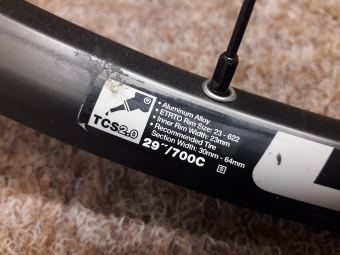 ®
TCS2.0
• Aluminum Alloy
• ETRTO Rim Size: 23 - 622
• Inner Rim Width: 23mm
• Recommended Tire
Section Width: 30mm - 64mm
29˝/700C
S